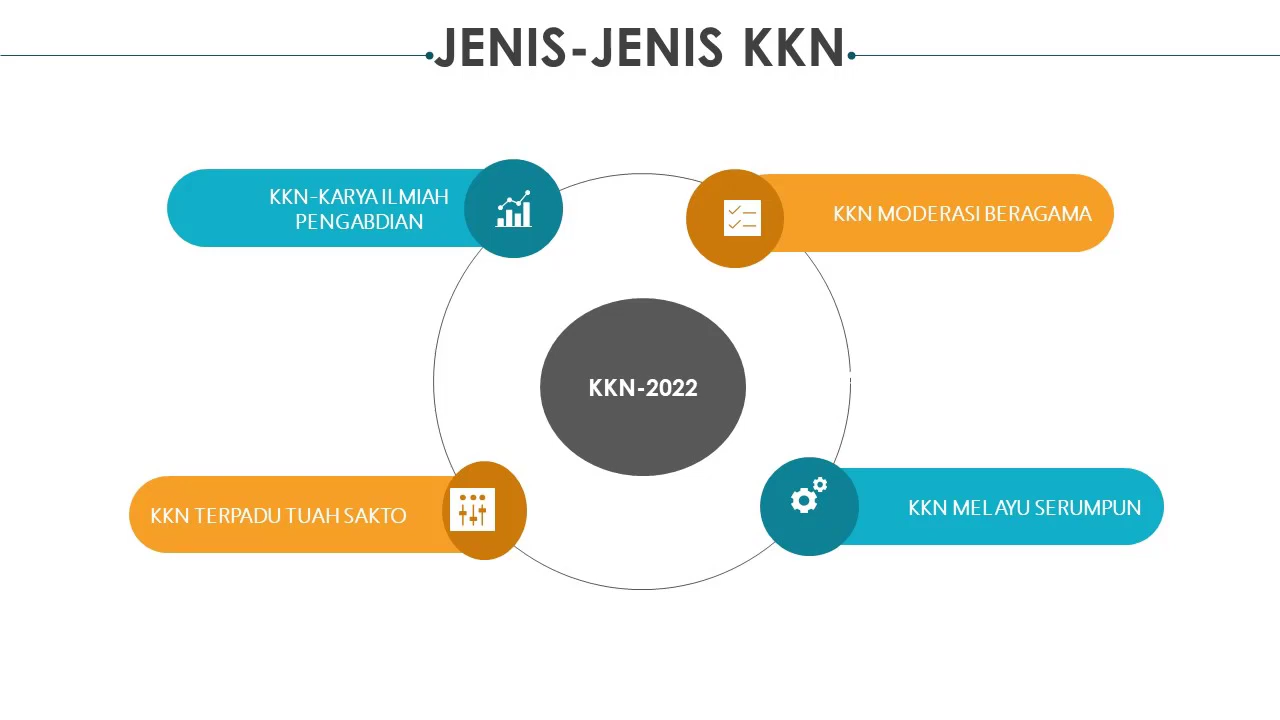 JENIS-JENIS KKN
KKN-KARYA ILMIAH
PENGABDIAN
KKN MODERASI BERAGAMA
KKN-2022
KKN TERPADU TUAH SAKTO
KKN MELAYU SERUMPUN